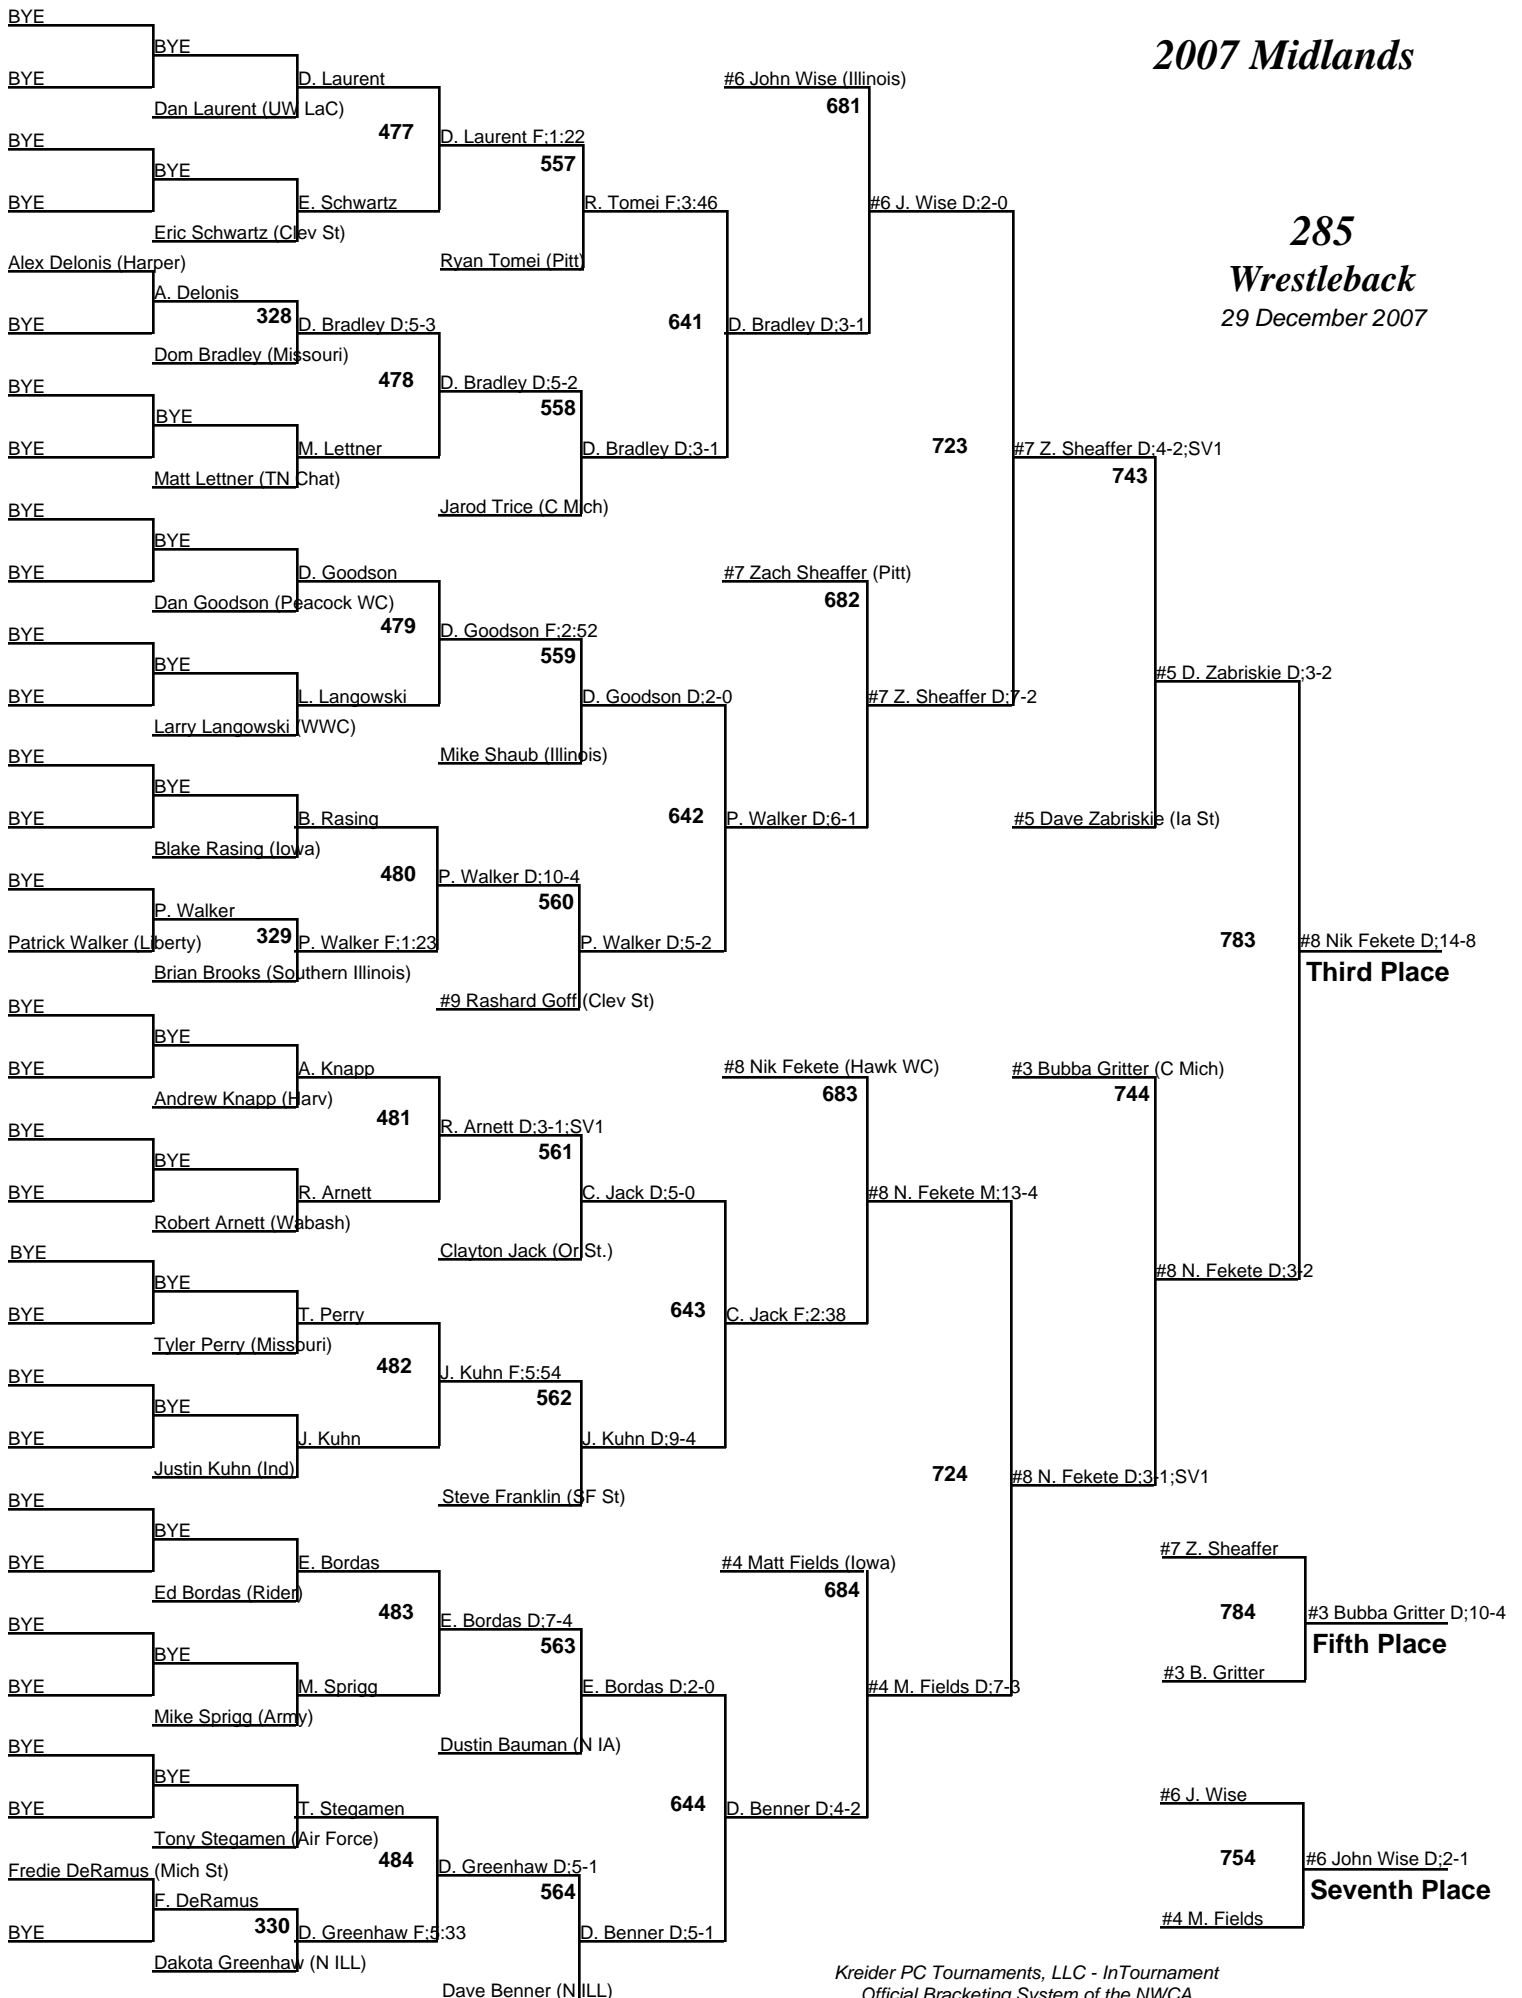 2007 Midlands
285
Wrestleback
29 December 2007
BYE
BYE
BYE
D. Laurent
Dan Laurent (UW LaC)
477
D. Laurent F;1:22
BYE
BYE
BYE
E. Schwartz
Eric Schwartz (Clev St)
557
R. Tomei F;3:46
Ryan Tomei (Pitt)
Alex Delonis (Harper)
A. Delonis
BYE
328
D. Bradley D;5-3
Dom Bradley (Missouri)
478
D. Bradley D;5-2
BYE
BYE
BYE
M. Lettner
Matt Lettner (TN Chat)
558
D. Bradley D;3-1
Jarod Trice (C Mich)
641
D. Bradley D;3-1
#6 John Wise (Illinois)
681
#6 J. Wise D;2-0
BYE
BYE
BYE
D. Goodson
Dan Goodson (Peacock WC)
479
D. Goodson F;2:52
BYE
BYE
BYE
L. Langowski
Larry Langowski (WWC)
559
D. Goodson D;2-0
Mike Shaub (Illinois)
BYE
BYE
BYE
B. Rasing
Blake Rasing (Iowa)
480
P. Walker D;10-4
BYE
P. Walker
Patrick Walker (Liberty)
329
P. Walker F;1:23
Brian Brooks (Southern Illinois)
560
P. Walker D;5-2
#9 Rashard Goff (Clev St)
642
P. Walker D;6-1
#7 Zach Sheaffer (Pitt)
682
#7 Z. Sheaffer D;7-2
723
#7 Z. Sheaffer D;4-2;SV1
743
#5 D. Zabriskie D;3-2
#5 Dave Zabriskie (Ia St)
783
#8 Nik Fekete D;14-8
Third Place
BYE
BYE
BYE
A. Knapp
Andrew Knapp (Harv)
481
R. Arnett D;3-1;SV1
BYE
BYE
BYE
R. Arnett
Robert Arnett (Wabash)
561
C. Jack D;5-0
Clayton Jack (Or St.)
BYE
BYE
BYE
T. Perry
Tyler Perry (Missouri)
482
J. Kuhn F;5:54
BYE
BYE
BYE
J. Kuhn
Justin Kuhn (Ind)
562
J. Kuhn D;9-4
Steve Franklin (SF St)
643
C. Jack F;2:38
#8 Nik Fekete (Hawk WC)
683
#8 N. Fekete M;13-4
#3 Bubba Gritter (C Mich)
744
#8 N. Fekete D;3-2
724
#8 N. Fekete D;3-1;SV1
BYE
BYE
BYE
E. Bordas
Ed Bordas (Rider)
483
E. Bordas D;7-4
BYE
BYE
BYE
M. Sprigg
Mike Sprigg (Army)
563
E. Bordas D;2-0
Dustin Bauman (N IA)
BYE
BYE
BYE
T. Stegamen
Tony Stegamen (Air Force)
484
D. Greenhaw D;5-1
Fredie DeRamus (Mich St)
F. DeRamus
BYE
330
D. Greenhaw F;5:33
Dakota Greenhaw (N ILL)
564
D. Benner D;5-1
Dave Benner (N ILL)
644
D. Benner D;4-2
#4 Matt Fields (Iowa)
684
#4 M. Fields D;7-3
#7 Z. Sheaffer
784
#3 Bubba Gritter D;10-4
Fifth Place
#3 B. Gritter
#6 J. Wise
754
#6 John Wise D;2-1
Seventh Place
#4 M. Fields
Kreider PC Tournaments, LLC - InTournament
Official Bracketing System of the NWCA